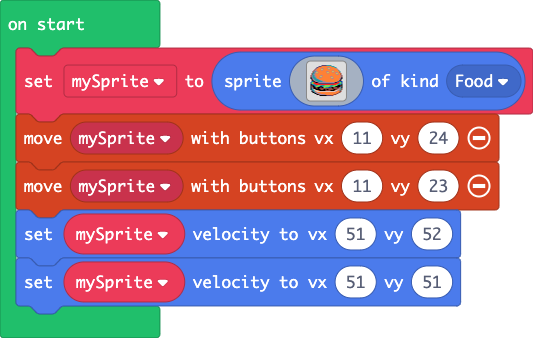 on start
set mySprite to sprite of kind Food
move mySprite with buttons vx 11 vy 24
move mySprite with buttons vx 11 vy 23
set mySprite velocity to vx 51 vy 52
set mySprite velocity to vx 51 vy 51